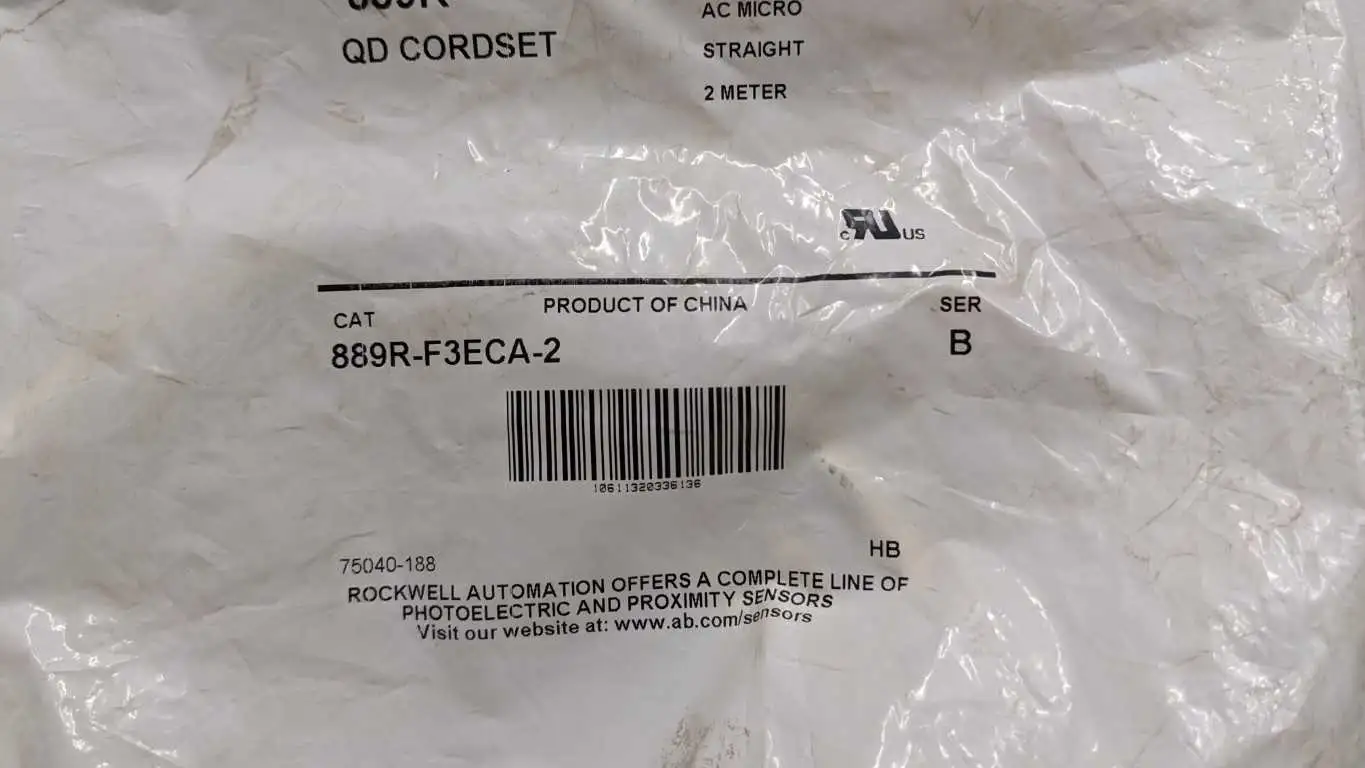 889R
AC MICRO
QD CORDSET
STRAIGHT
2 METER
c RU US
PRODUCT OF CHINA
CAT
SER
889R-F3ECA-2
B
10611320336136
75040-188
HB
ROCKWELL AUTOMATION OFFERS A COMPLETE LINE OF
PHOTOELECTRIC AND PROXIMITY SENSORS
Visit our website at: www.ab.com/sensors